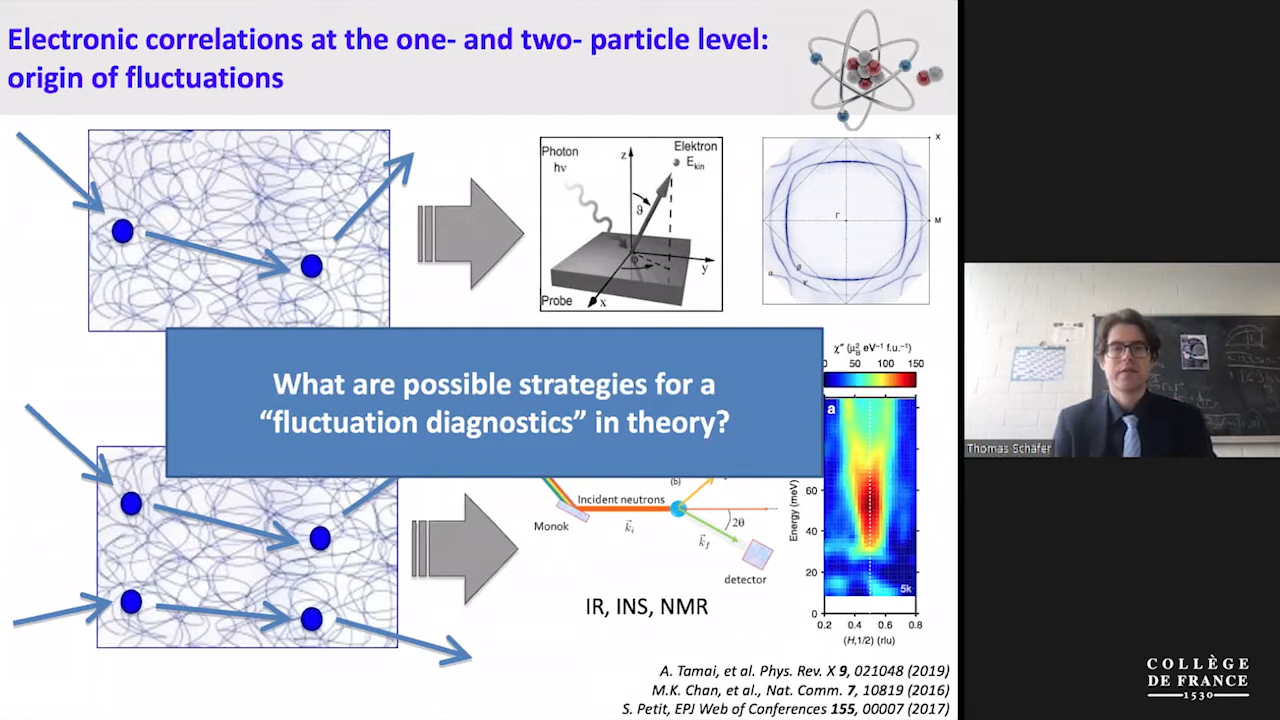 Electronic correlations at the one- and two- particle level:
origin of fluctuations
Photon
hν
z
Elektron
Ekin
ϑ
φ
y
x
Probe
X
Γ
M
α
β
γ
What are possible strategies for a
“fluctuation diagnostics” in theory?
χ″ (μ²B eV⁻¹ f.u.⁻¹)
50 100 150
a
Energy (meV)
60
40
20
0
5k
0.2 0.4 0.6 0.8
(H,1/2) (rlu)
(b)
Incident neutrons
Monok
ki
kf
2θ
detector
IR, INS, NMR
A. Tamai, et al. Phys. Rev. X 9, 021048 (2019)
M.K. Chan, et al., Nat. Comm. 7, 10819 (2016)
S. Petit, EPJ Web of Conferences 155, 00007 (2017)
Thomas Schäfer
COLLÈGE
DE FRANCE
1530